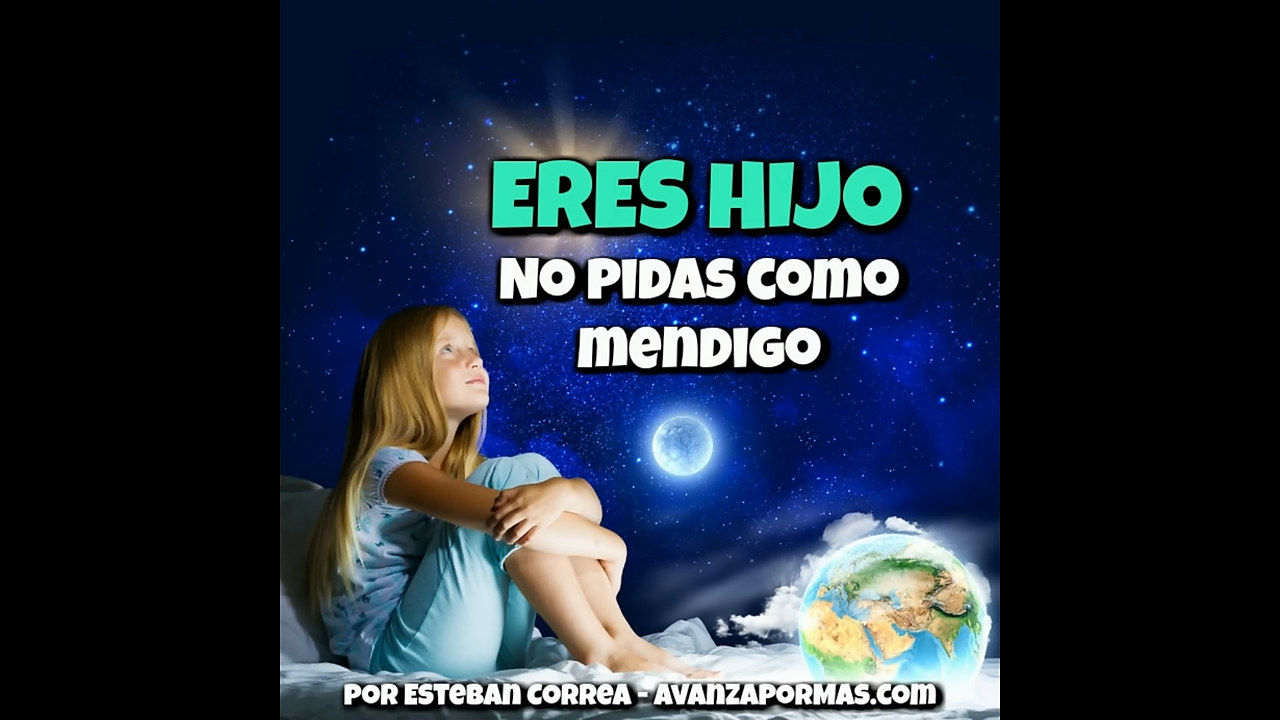 ERES HIJO
NO PIDAS COMO
MENDIGO
POR ESTEBAN CORREA - AVANZAPORMAS.COM